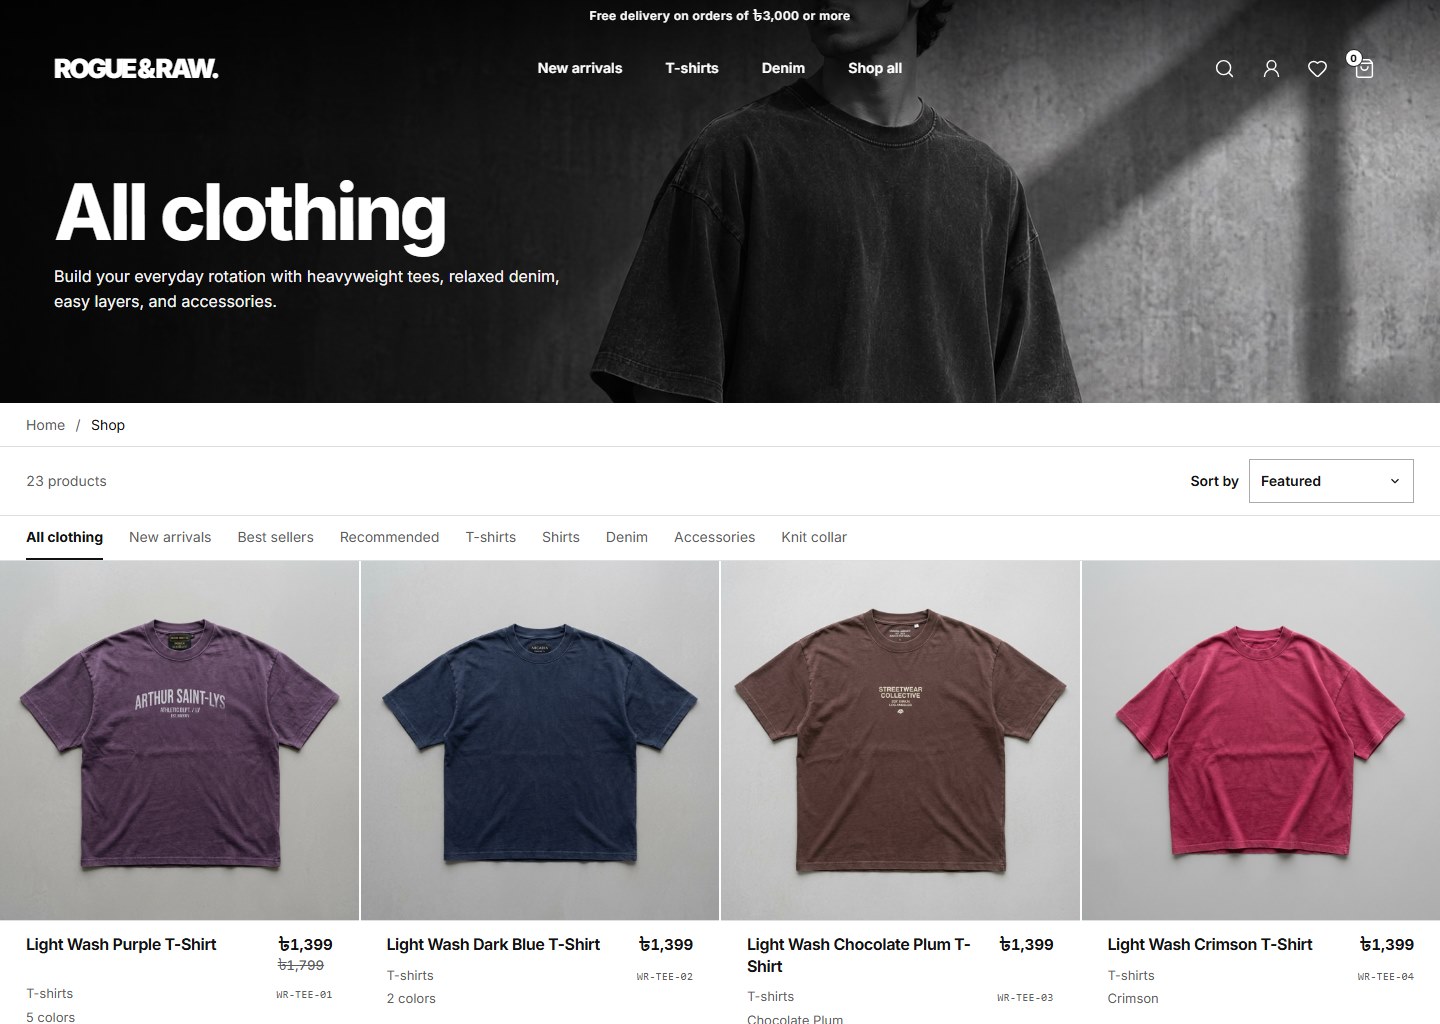 Free delivery on orders of ৳3,000 or more
ROGUE&RAW.
New arrivals
T-shirts
Denim
Shop all
0
All clothing
Build your everyday rotation with heavyweight tees, relaxed denim,
easy layers, and accessories.
Home / Shop
23 products
Sort by
Featured
All clothing
New arrivals
Best sellers
Recommended
T-shirts
Shirts
Denim
Accessories
Knit collar
ARTHUR SAINT-LYS
STREETWEAR
COLLECTIVE
Light Wash Purple T-Shirt
৳1,399
৳1,799
T-shirts
WR-TEE-01
5 colors
Light Wash Dark Blue T-Shirt
৳1,399
T-shirts
WR-TEE-02
2 colors
Light Wash Chocolate Plum T-
Shirt
৳1,399
T-shirts
WR-TEE-03
Chocolate Plum
Light Wash Crimson T-Shirt
৳1,399
T-shirts
WR-TEE-04
Crimson